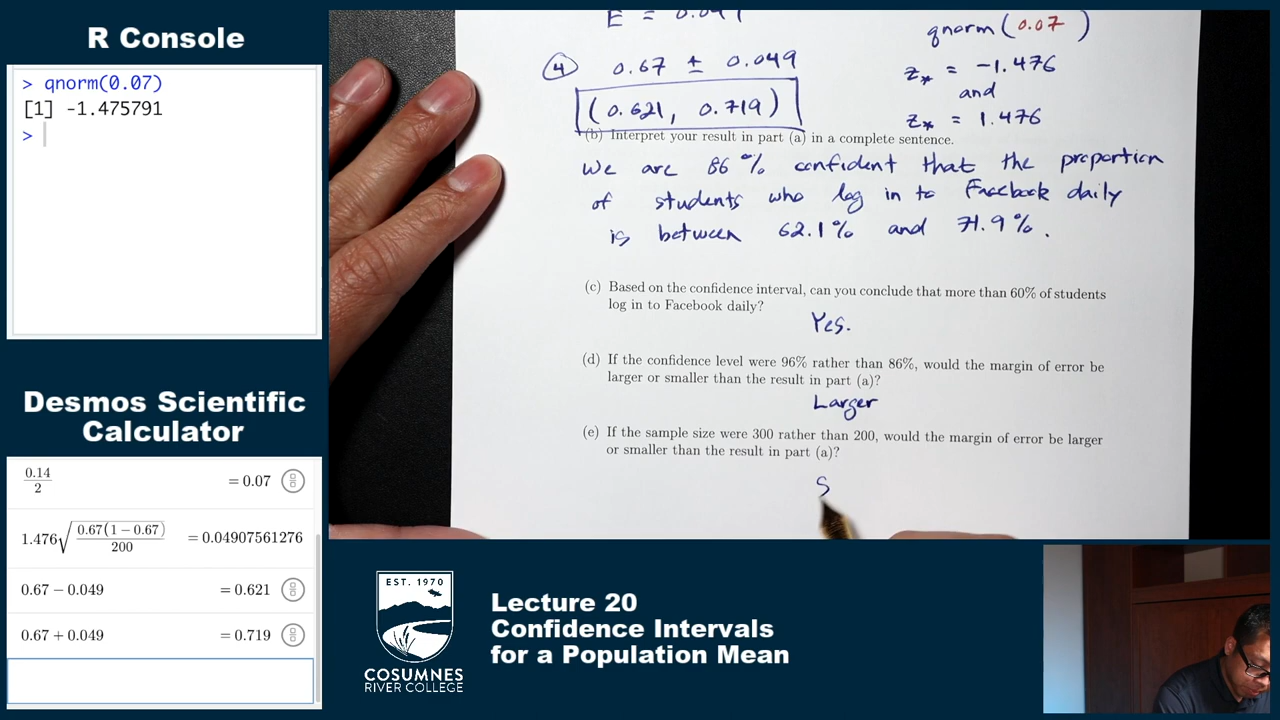 R Console
> qnorm(0.07)
[1] -1.475791
>
Desmos Scientific
Calculator
0.14/2 = 0.07
1.476√(0.67(1 − 0.67)/200) = 0.04907561276
0.67 − 0.049 = 0.621
0.67 + 0.049 = 0.719
E = 0.049
qnorm(0.07)
④ 0.67 ± 0.049
z* = -1.476
(0.621, 0.719)
and
z* = 1.476
(b) Interpret your result in part (a) in a complete sentence.
We are 86% confident that the proportion
of students who log in to Facebook daily
is between 62.1% and 71.9%.
(c) Based on the confidence interval, can you conclude that more than 60% of students
log in to Facebook daily?
Yes.
(d) If the confidence level were 96% rather than 86%, would the margin of error be
larger or smaller than the result in part (a)?
Larger
(e) If the sample size were 300 rather than 200, would the margin of error be larger
or smaller than the result in part (a)?
S
EST. 1970
COSUMNES
RIVER COLLEGE
Lecture 20
Confidence Intervals
for a Population Mean